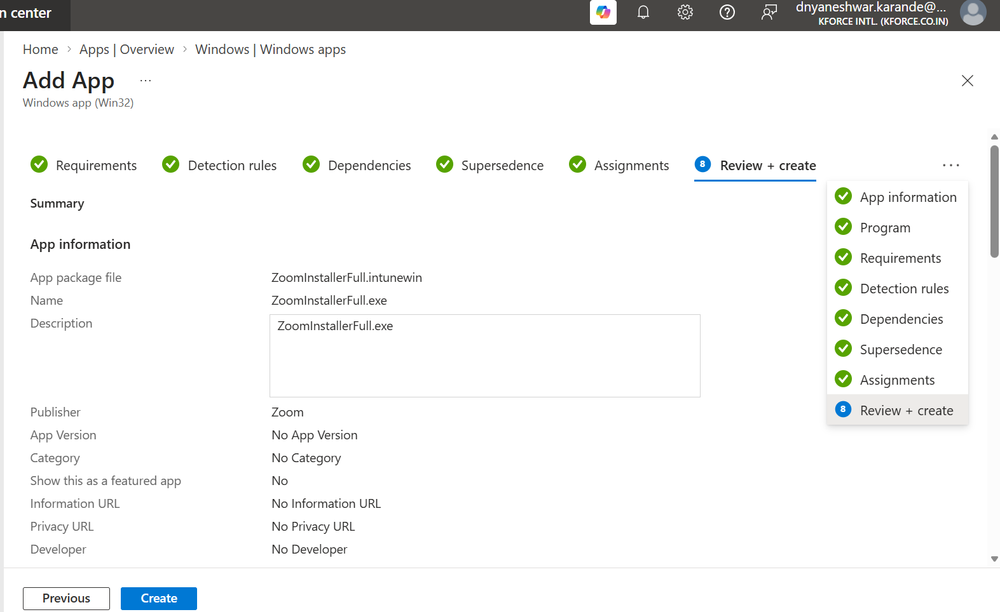 n center
dnyaneshwar.karande@...
KFORCE INTL. (KFORCE.CO.IN)
Home > Apps | Overview > Windows | Windows apps
Add App ...
Windows app (Win32)
Requirements Detection rules Dependencies Supersedence Assignments 8 Review + create ...
Summary
App information
App package file ZoomInstallerFull.intunewin
Name ZoomInstallerFull.exe
Description ZoomInstallerFull.exe
Publisher Zoom
App Version No App Version
Category No Category
Show this as a featured app No
Information URL No Information URL
Privacy URL No Privacy URL
Developer No Developer
App information
Program
Requirements
Detection rules
Dependencies
Supersedence
Assignments
8 Review + create
Previous Create